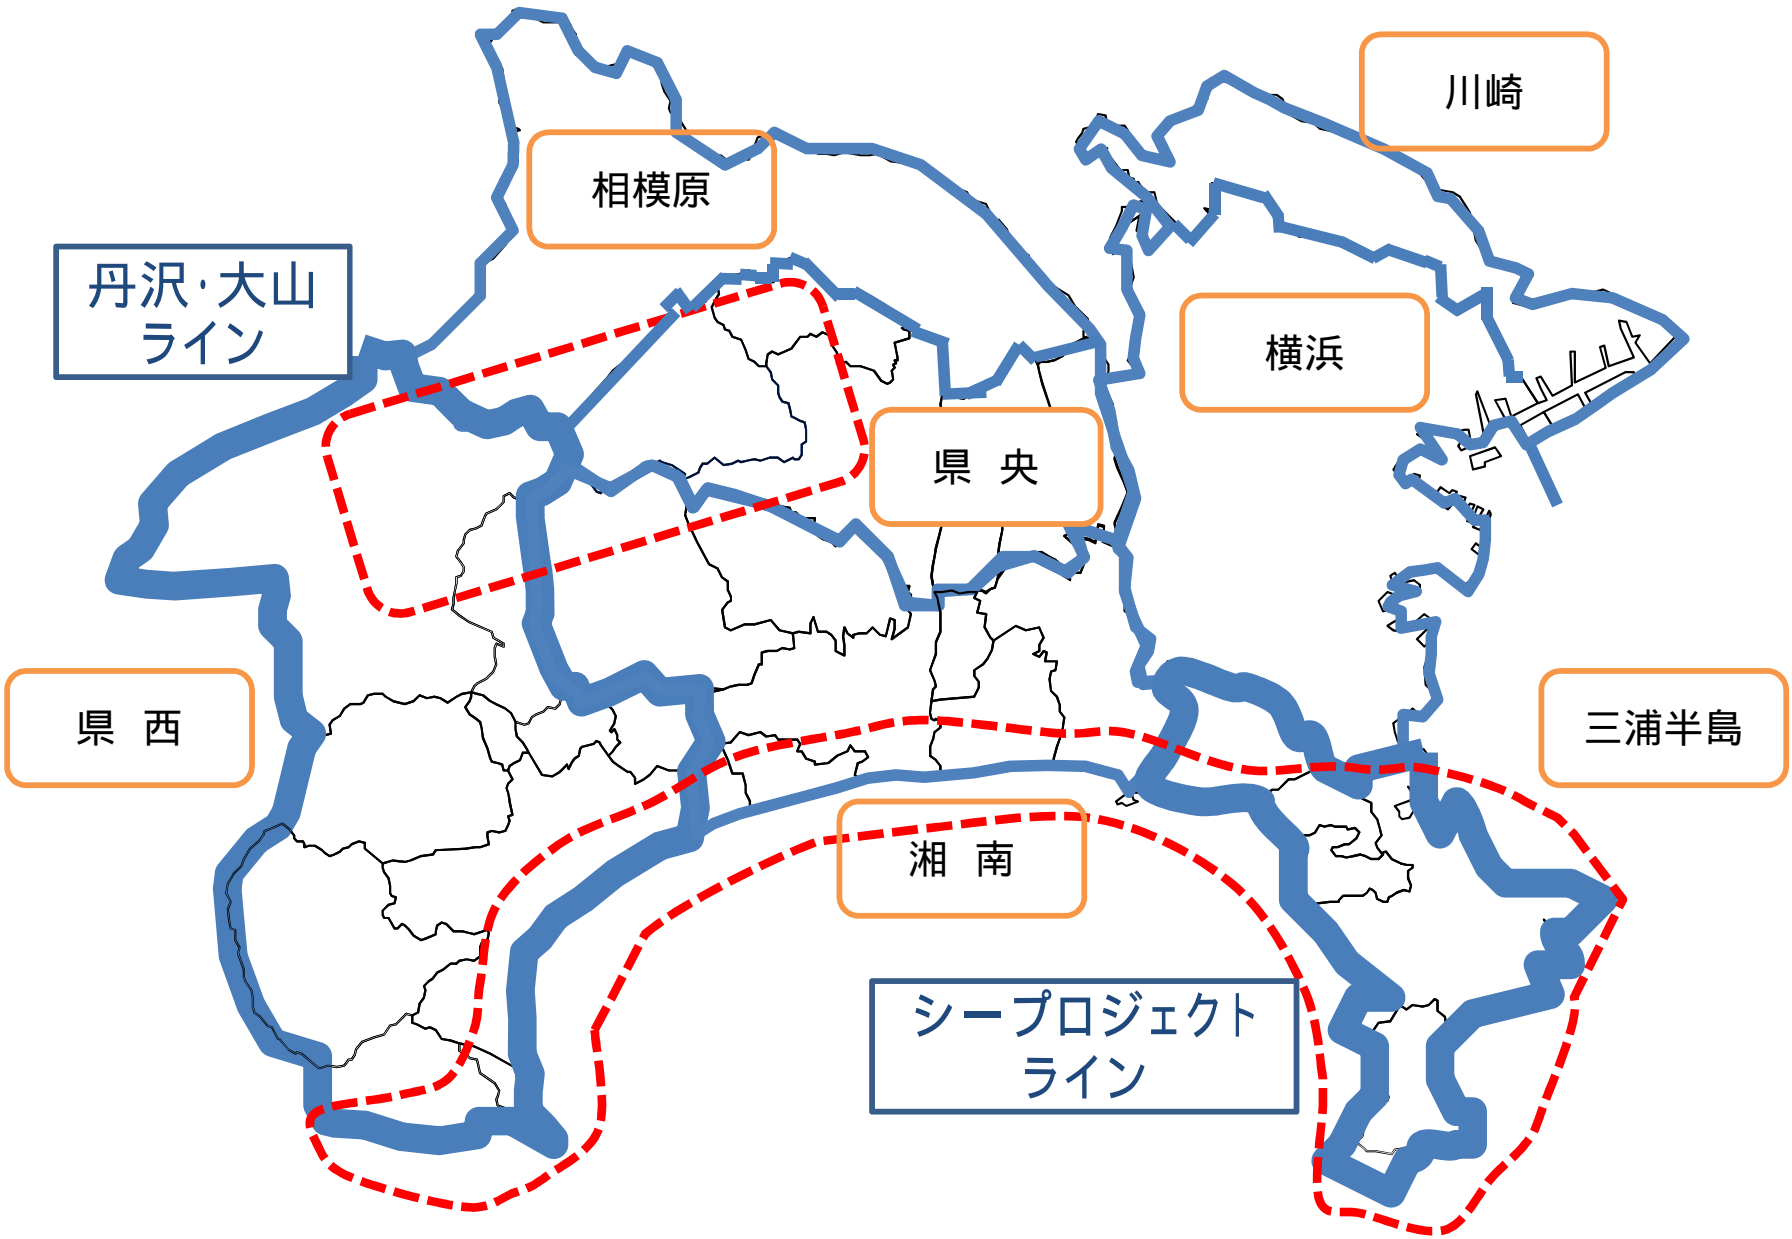 川崎
相模原
丹沢・大山
ライン
横浜
県 央
県 西
三浦半島
湘 南
シープロジェクト
ライン